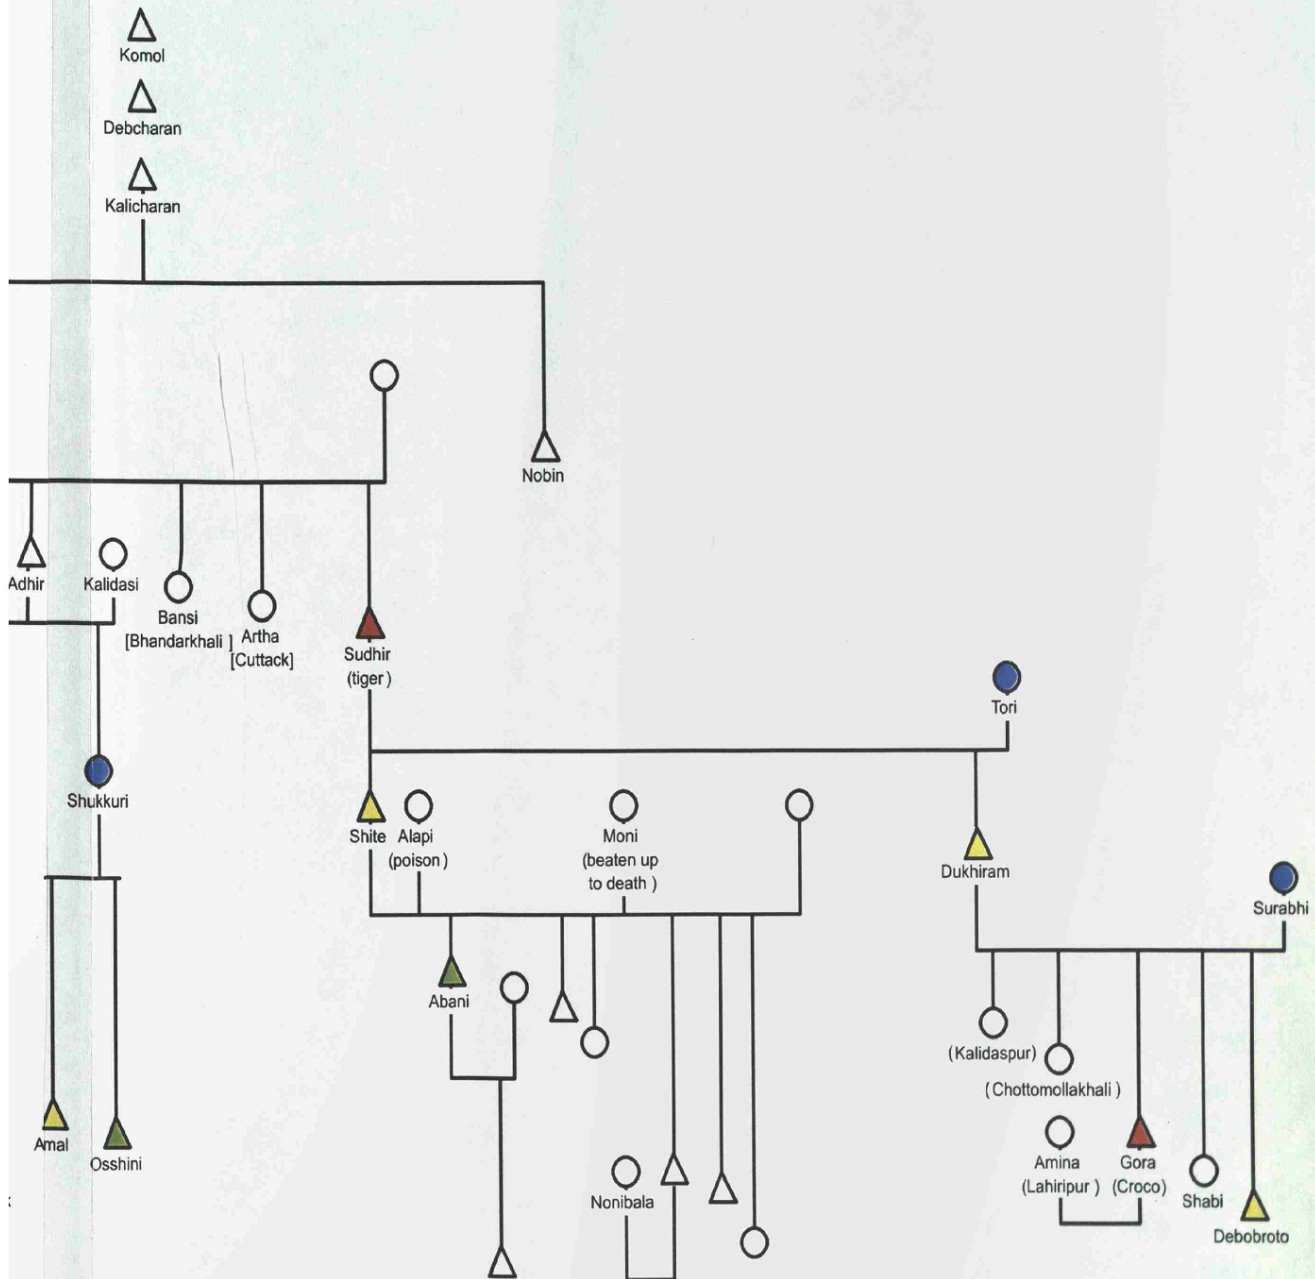 Komol
Debcharan
Kalicharan
Nobin
Adhir
Kalidasi
Bansi
[Bhandarkhali ]
Artha
[Cuttack]
Sudhir
(tiger )
Tori
Shukkuri
Shite
Alapi
(poison )
Moni
(beaten up
to death )
Dukhiram
Surabhi
Abani
(Kalidaspur)
(Chottomollakhali )
Amal
Osshini
Amina
(Lahiripur )
Gora
(Croco)
Nonibala
Shabi
Debobroto